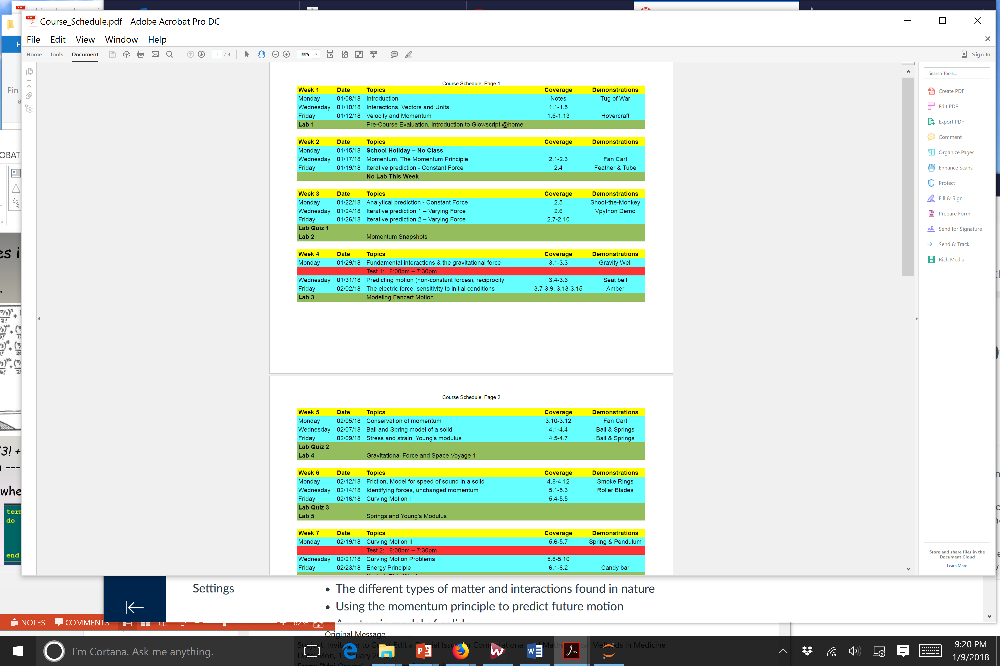 Course_Schedule.pdf - Adobe Acrobat Pro DC
File Edit View Window Help
Home Tools Document 1 / 4 100% Sign In
Search Tools...
Create PDF
Edit PDF
Export PDF
Comment
Organize Pages
Enhance Scans
Protect
Fill & Sign
Prepare Form
Send for Signature
Send & Track
Rich Media
Store and share files in the
Document Cloud
Learn More
Course Schedule, Page 1
Week 1 Date Topics Coverage Demonstrations
Monday 01/08/18 Introduction Notes Tug of War
Wednesday 01/10/18 Interactions, Vectors and Units. 1.1-1.5
Friday 01/12/18 Velocity and Momentum 1.6-1.13 Hovercraft
Lab 1 Pre-Course Evaluation, Introduction to Glowscript @home
Week 2 Date Topics Coverage Demonstrations
Monday 01/15/18 School Holiday – No Class
Wednesday 01/17/18 Momentum, The Momentum Principle 2.1-2.3 Fan Cart
Friday 01/19/18 Iterative prediction - Constant Force 2.4 Feather & Tube
No Lab This Week
Week 3 Date Topics Coverage Demonstrations
Monday 01/22/18 Analytical prediction - Constant Force 2.5 Shoot-the-Monkey
Wednesday 01/24/18 Iterative prediction 1 – Varying Force 2.6 Vpython Demo
Friday 01/26/18 Iterative prediction 2 – Varying Force 2.7-2.10
Lab Quiz 1
Lab 2 Momentum Snapshots
Week 4 Date Topics Coverage Demonstrations
Monday 01/29/18 Fundamental interactions & the gravitational force 3.1-3.3 Gravity Well
Test 1: 6:00pm – 7:30pm
Wednesday 01/31/18 Predicting motion (non-constant forces), reciprocity 3.4-3.6 Seat belt
Friday 02/02/18 The electric force, sensitivity to initial conditions 3.7-3.9, 3.13-3.15 Amber
Lab 3 Modeling Fancart Motion
Course Schedule, Page 2
Week 5 Date Topics Coverage Demonstrations
Monday 02/05/18 Conservation of momentum 3.10-3.12 Fan Cart
Wednesday 02/07/18 Ball and Spring model of a solid 4.1-4.4 Ball & Springs
Friday 02/09/18 Stress and strain, Young's modulus 4.5-4.7 Ball & Springs
Lab Quiz 2
Lab 4 Gravitational Force and Space Voyage 1
Week 6 Date Topics Coverage Demonstrations
Monday 02/12/18 Friction, Model for speed of sound in a solid 4.8-4.12 Smoke Rings
Wednesday 02/14/18 Identifying forces, unchanged momentum 5.1-5.3 Roller Blades
Friday 02/16/18 Curving Motion I 5.4-5.5
Lab Quiz 3
Lab 5 Springs and Young's Modulus
Week 7 Date Topics Coverage Demonstrations
Monday 02/19/18 Curving Motion II 5.6-5.7 Spring & Pendulum
Test 2: 6:00pm – 7:30pm
Wednesday 02/21/18 Curving Motion Problems 5.8-5.10
Friday 02/23/18 Energy Principle 6.1-6.2 Candy bar
Pin
OBAT
es i
/3! +
whe
do
end
Settings
• The different types of matter and interactions found in nature
• Using the momentum principle to predict future motion
• An atomic model of solids
NOTES COMMENTS 62%
-------- Original Message --------
Subject: Invitation to Guest Edit a Special Issue for Computational and Mathematical Methods in Medicine
I'm Cortana. Ask me anything.
9:20 PM
1/9/2018